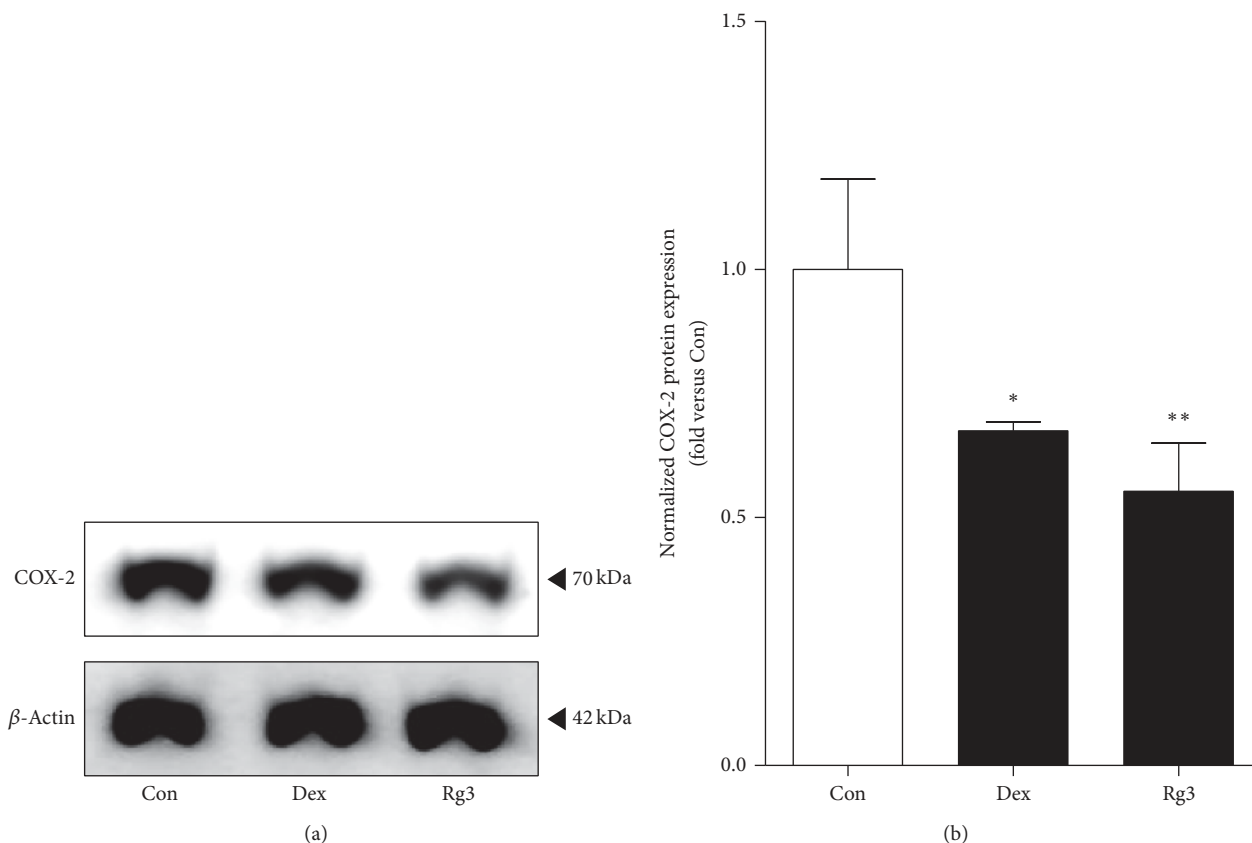 COX-2
70 kDa
β-Actin
42 kDa
Con Dex Rg3
(a)
Normalized COX-2 protein expression
(fold versus Con)
1.5
1.0
0.5
0.0
*
**
Con Dex Rg3
(b)